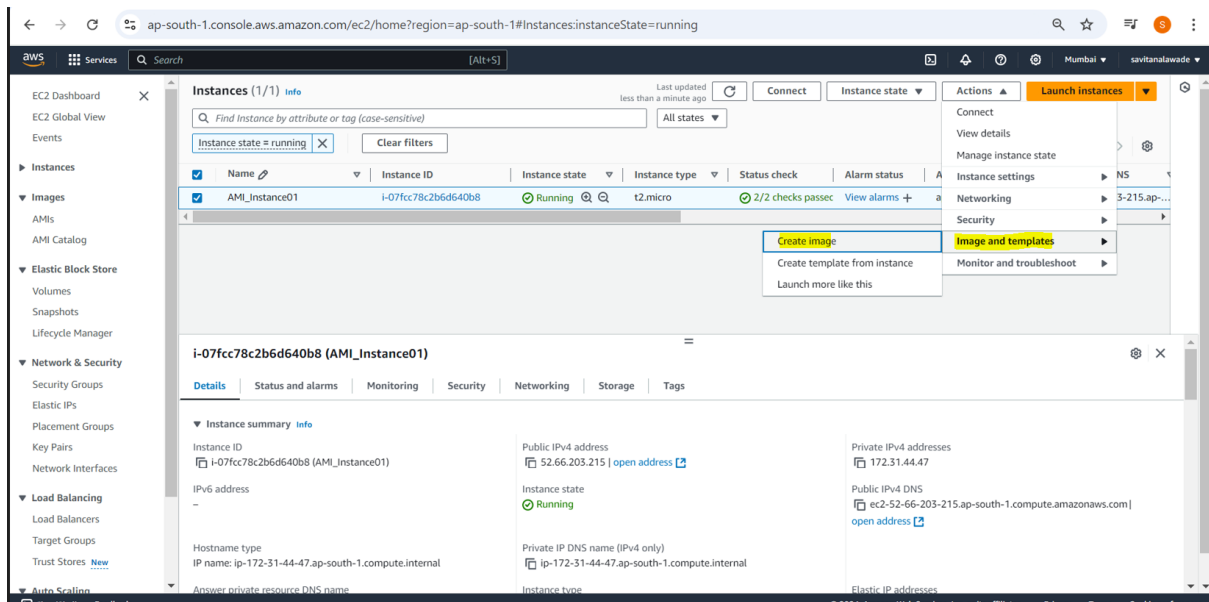 ap-south-1.console.aws.amazon.com/ec2/home?region=ap-south-1#Instances:instanceState=running
S
aws
Services
Search
[Alt+S]
Mumbai
savitanalawade
EC2 Dashboard
EC2 Global View
Events
Instances
Images
AMIs
AMI Catalog
Elastic Block Store
Volumes
Snapshots
Lifecycle Manager
Network & Security
Security Groups
Elastic IPs
Placement Groups
Key Pairs
Network Interfaces
Load Balancing
Load Balancers
Target Groups
Trust Stores New
Auto Scaling
Instances (1/1) Info
Last updated
less than a minute ago
Connect
Instance state
Actions
Launch instances
Find Instance by attribute or tag (case-sensitive)
All states
Instance state = running
Clear filters
Name Instance ID Instance state Instance type Status check Alarm status A NS
AMI_Instance01 i-07fcc78c2b6d640b8 Running t2.micro 2/2 checks passec View alarms + a 3-215.ap-...
Connect
View details
Manage instance state
Instance settings
Networking
Security
Image and templates
Monitor and troubleshoot
Create image
Create template from instance
Launch more like this
i-07fcc78c2b6d640b8 (AMI_Instance01)
Details Status and alarms Monitoring Security Networking Storage Tags
Instance summary Info
Instance ID
i-07fcc78c2b6d640b8 (AMI_Instance01)
Public IPv4 address
52.66.203.215 | open address
Private IPv4 addresses
172.31.44.47
IPv6 address
–
Instance state
Running
Public IPv4 DNS
ec2-52-66-203-215.ap-south-1.compute.amazonaws.com |
open address
Hostname type
IP name: ip-172-31-44-47.ap-south-1.compute.internal
Private IP DNS name (IPv4 only)
ip-172-31-44-47.ap-south-1.compute.internal
Answer private resource DNS name
Instance type
Elastic IP addresses